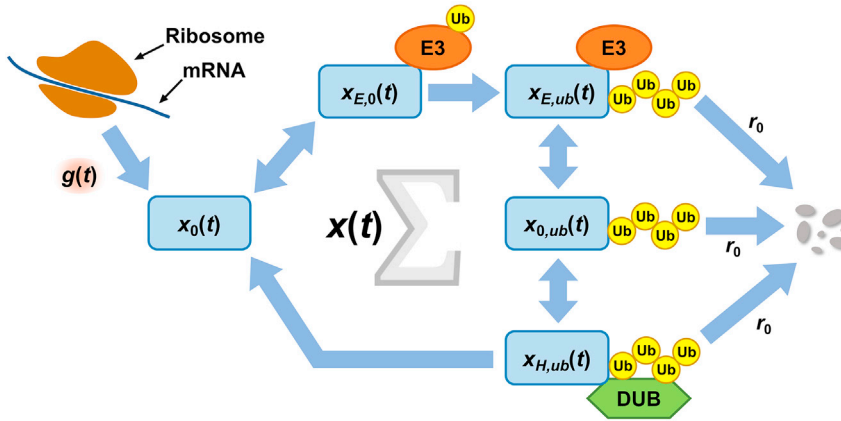 Ribosome
mRNA
g(t)
x0(t)
Ub
E3
xE,0(t)
E3
xE,ub(t)
Ub Ub Ub Ub
r0
x(t)
x0,ub(t)
Ub Ub Ub Ub
r0
xH,ub(t)
Ub Ub Ub Ub
r0
DUB